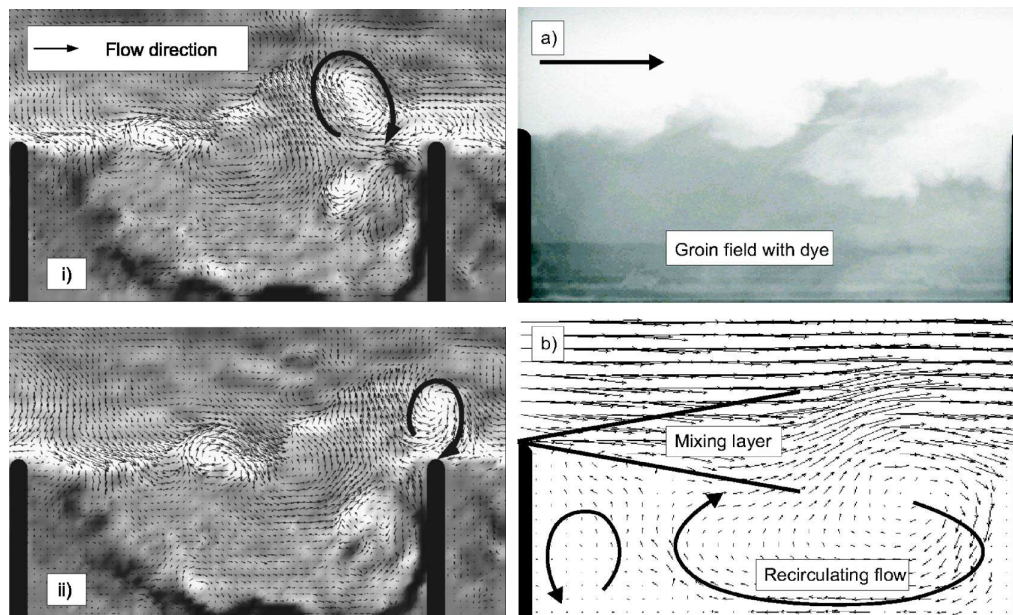 Flow direction
i)
a)
Groin field with dye
ii)
b)
Mixing layer
Recirculating flow